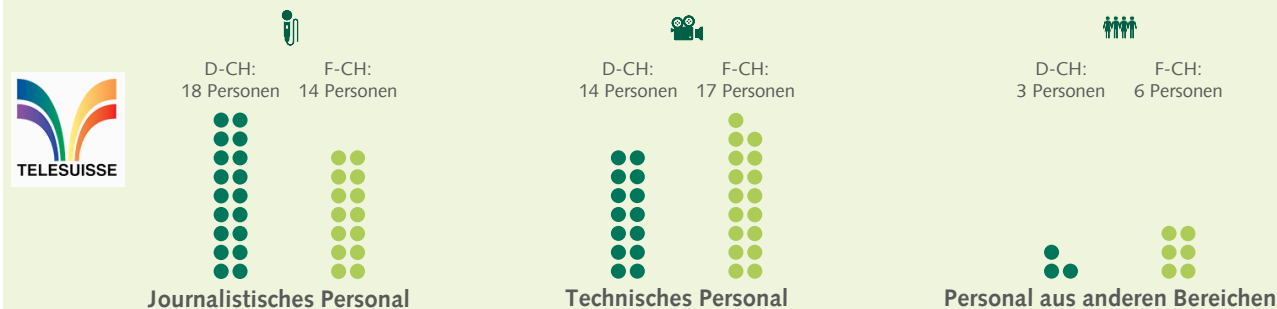 D-CH:
18 Personen
F-CH:
14 Personen
D-CH:
14 Personen
F-CH:
17 Personen
D-CH:
3 Personen
F-CH:
6 Personen
TELESUISSE
Journalistisches Personal
Technisches Personal
Personal aus anderen Bereichen